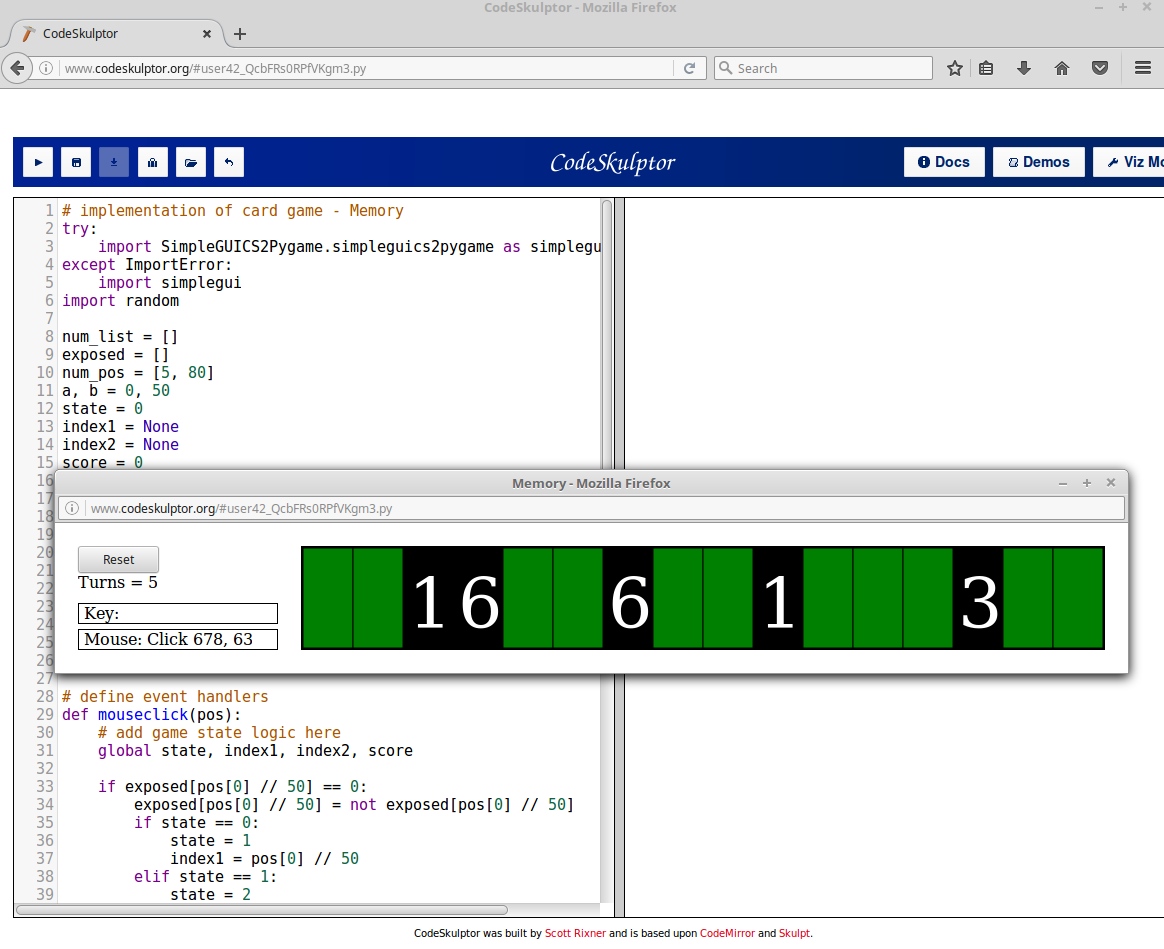 CodeSkulptor - Mozilla Firefox
CodeSkulptor
www.codeskulptor.org/#user42_QcbFRs0RPfVKgm3.py
Search
CodeSkulptor
Docs
Demos
Viz Mo
1 # implementation of card game - Memory
2 try:
3 import SimpleGUICS2Pygame.simpleguics2pygame as simplegu
4 except ImportError:
5 import simplegui
6 import random
7
8 num_list = []
9 exposed = []
10 num_pos = [5, 80]
11 a, b = 0, 50
12 state = 0
13 index1 = None
14 index2 = None
15 score = 0
16
17
18
19
20
21
22
23
24
25
26
27
Memory - Mozilla Firefox
www.codeskulptor.org/#user42_QcbFRs0RPfVKgm3.py
Reset
Turns = 5
Key:
Mouse: Click 678, 63
1 6 6 1 3
28 # define event handlers
29 def mouseclick(pos):
30 # add game state logic here
31 global state, index1, index2, score
32
33 if exposed[pos[0] // 50] == 0:
34 exposed[pos[0] // 50] = not exposed[pos[0] // 50]
35 if state == 0:
36 state = 1
37 index1 = pos[0] // 50
38 elif state == 1:
39 state = 2
CodeSkulptor was built by Scott Rixner and is based upon CodeMirror and Skulpt.